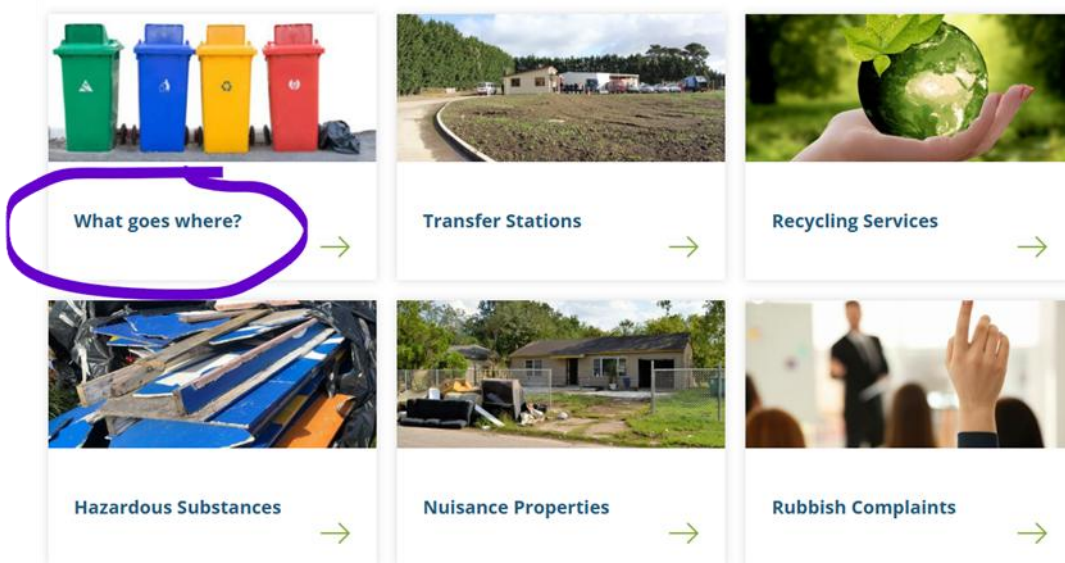 What goes where?
Transfer Stations
Recycling Services
Hazardous Substances
Nuisance Properties
Rubbish Complaints